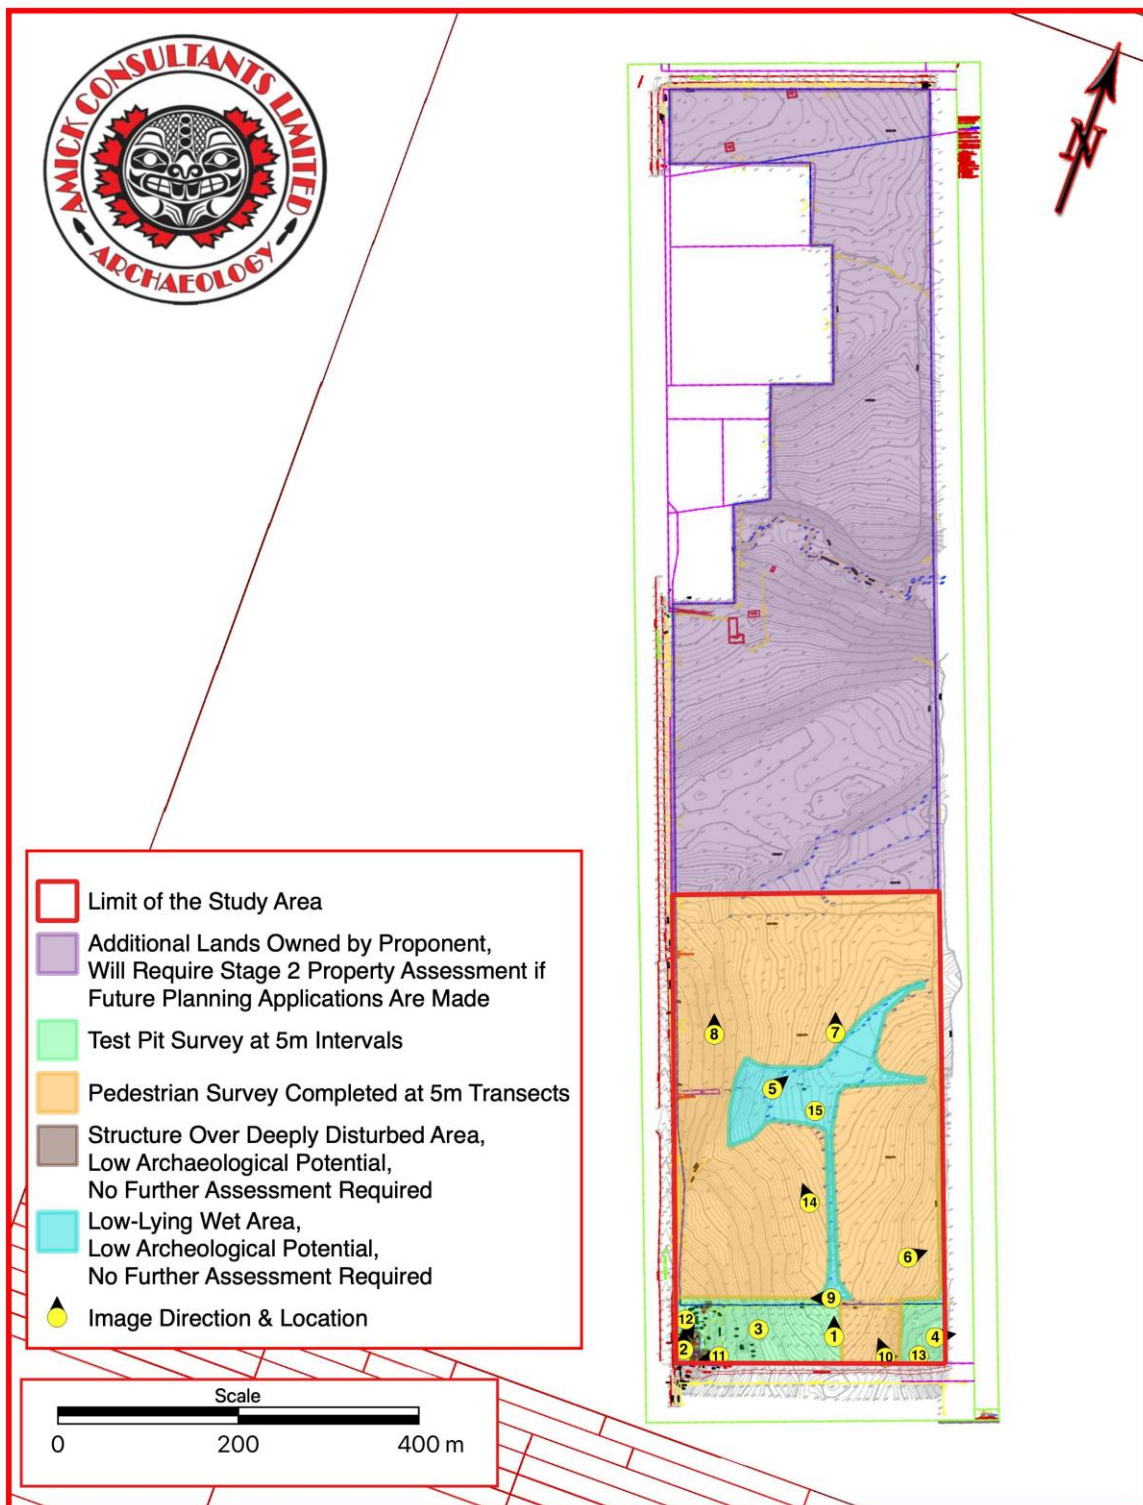 AMICK CONSULTANTS LIMITED
ARCHAEOLOGY
N
Limit of the Study Area
Additional Lands Owned by Proponent,
Will Require Stage 2 Property Assessment if
Future Planning Applications Are Made
Test Pit Survey at 5m Intervals
Pedestrian Survey Completed at 5m Transects
Structure Over Deeply Disturbed Area,
Low Archaeological Potential,
No Further Assessment Required
Low-Lying Wet Area,
Low Archeological Potential,
No Further Assessment Required
Image Direction & Location
Scale
0 200 400 m
8
7
5
15
14
6
9
12
3
1
4
2
11
10
13